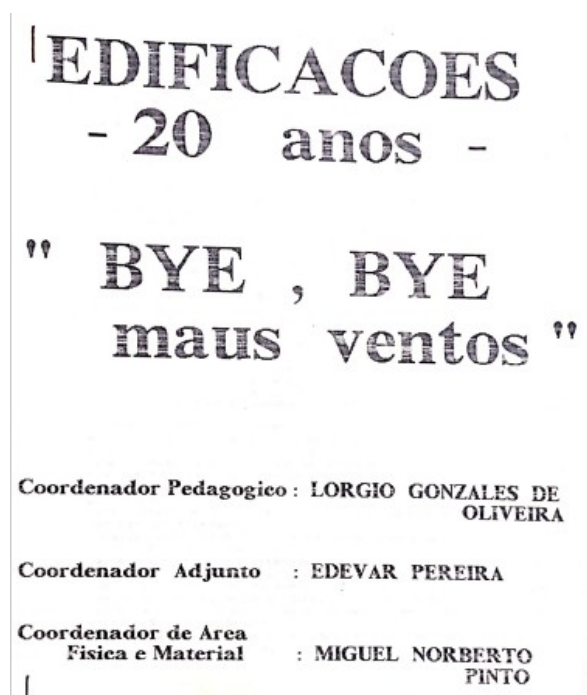 EDIFICACOES
- 20 anos -
" BYE , BYE
maus ventos "
Coordenador Pedagogico : LORGIO GONZALES DE
OLIVEIRA
Coordenador Adjunto : EDEVAR PEREIRA
Coordenador de Area
Fisica e Material : MIGUEL NORBERTO
PINTO